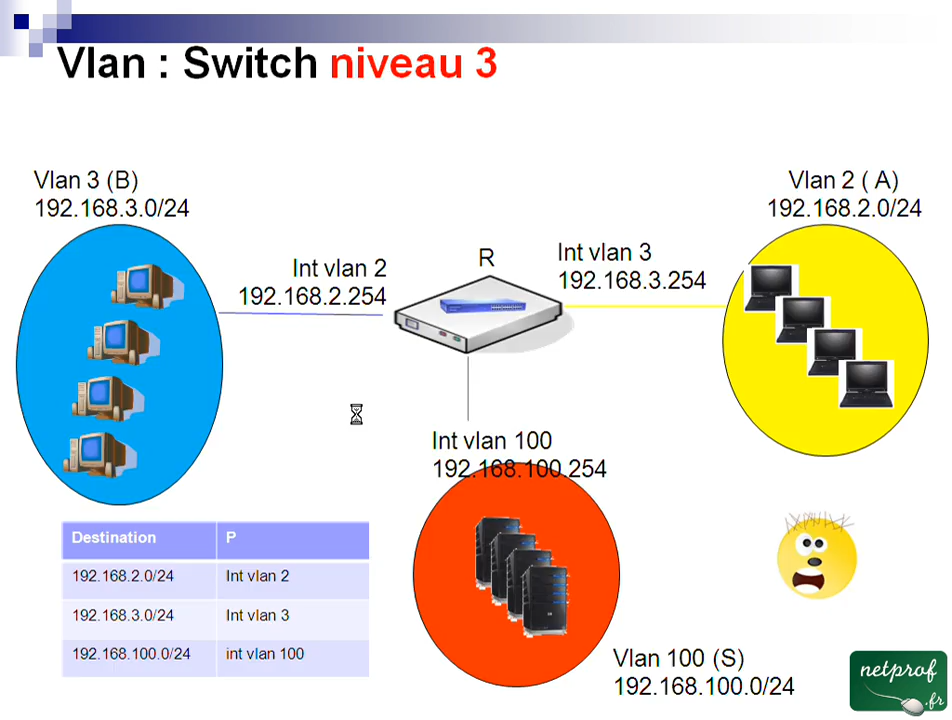 Vlan : Switch niveau 3
Vlan 3 (B)
192.168.3.0/24
Vlan 2 ( A)
192.168.2.0/24
Int vlan 2
192.168.2.254
R
Int vlan 3
192.168.3.254
Int vlan 100
192.168.100.254
Destination P
192.168.2.0/24 Int vlan 2
192.168.3.0/24 Int vlan 3
192.168.100.0/24 int vlan 100
Vlan 100 (S)
192.168.100.0/24
netprof
.fr